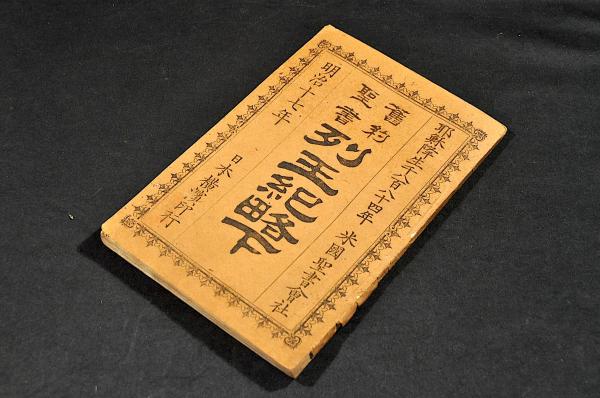 耶穌降生千八百八十四年 米國聖書會社
舊約
聖書
列王紀略下
明治十七年 日本橫濱印行